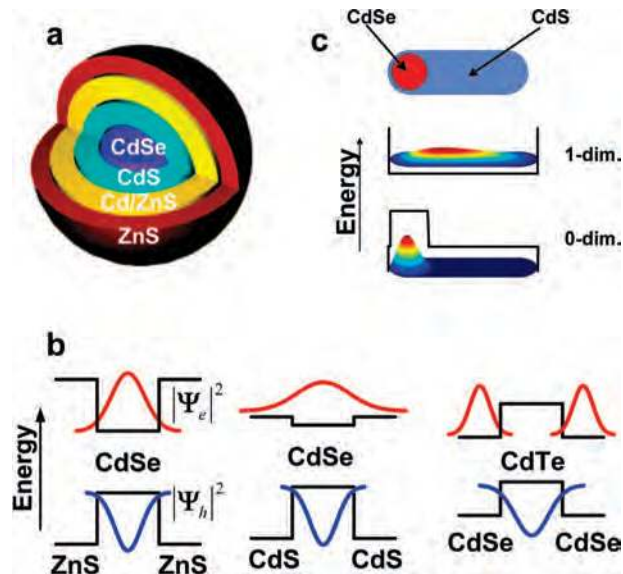 a
CdSe
CdS
Cd/ZnS
ZnS
c
CdSe
CdS
Energy
1-dim.
0-dim.
b
Energy
|Ψₑ|²
CdSe
|Ψₕ|²
ZnS
ZnS
CdSe
CdS
CdS
CdTe
CdSe
CdSe